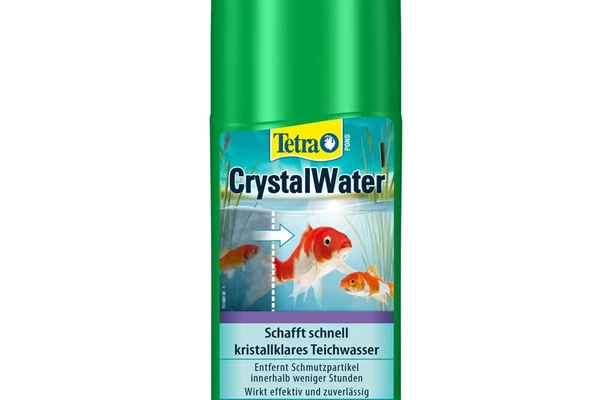 Tetra
POND
CrystalWater
Schafft schnell
kristallklares Teichwasser
Entfernt Schmutzpartikel
innerhalb weniger Stunden
Wirkt effektiv und zuverlässig